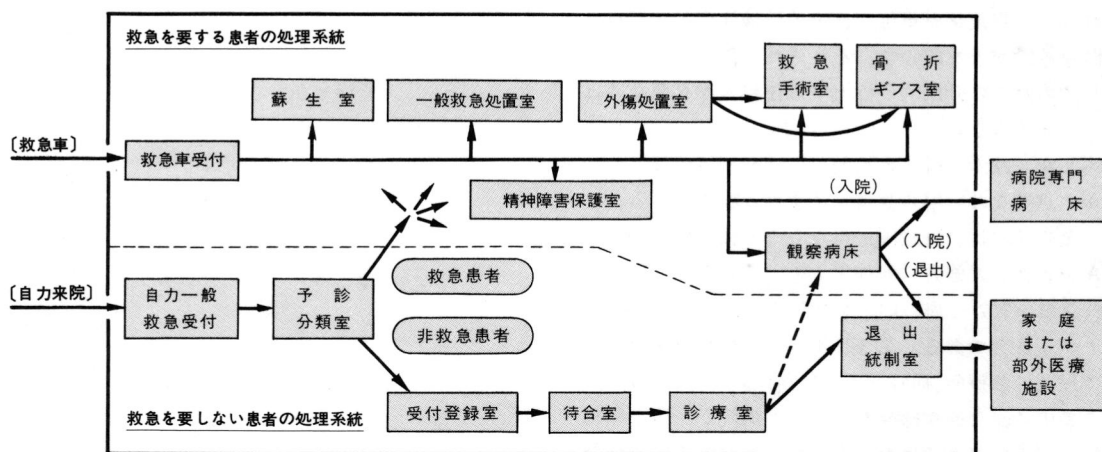 救急を要する患者の処理系統
救急
手術室
骨折
ギプス室
蘇生室
一般救急処置室
外傷処置室
〔救急車〕
救急車受付
精神障害保護室
(入院)
病院専門
病床
観察病床
(入院)
(退出)
救急患者
〔自力来院〕
自力一般
救急受付
予診
分類室
非救急患者
退出
統制室
家庭
または
部外医療
施設
受付登録室
待合室
診療室
救急を要しない患者の処理系統